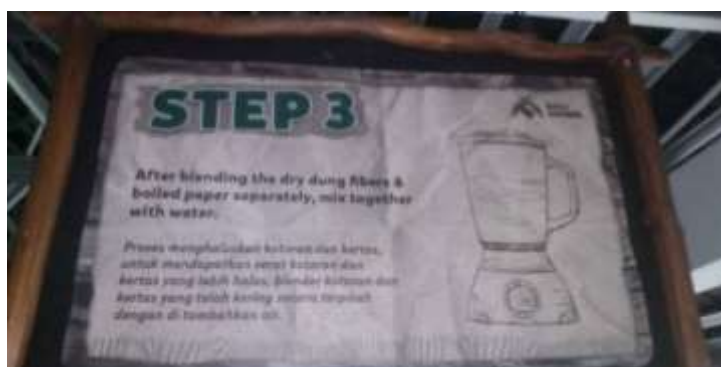 STEP 3
After blending the dry dung fibers &
boiled paper separately, mix together
with water.
Proses menghaluskan kotoran dan kertas,
untuk mendapatkan serat kotoran dan
kertas yang lebih halus, blender kotoran dan
kertas yang telah kering secara terpisah
dengan di tambahkan air.